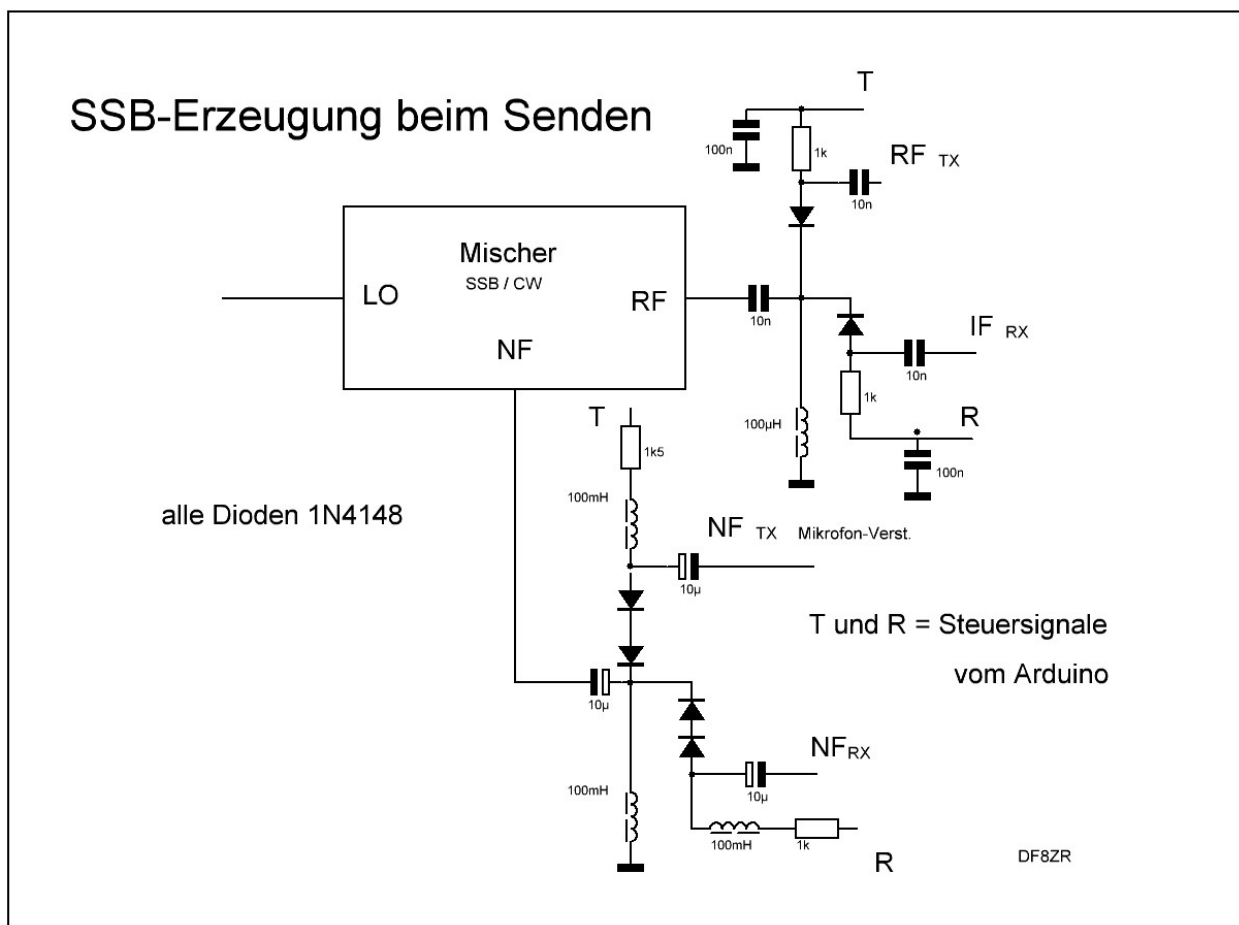 SSB-Erzeugung beim Senden
T
100n
1k
RF TX
10n
Mischer
SSB / CW
LO
RF
NF
10n
IF RX
10n
1k
100µH
R
100n
T
1k5
100mH
alle Dioden 1N4148
NF TX Mikrofon-Verst.
10µ
T und R = Steuersignale
vom Arduino
10µ
NF RX
10µ
100mH
100mH
1k
R
DF8ZR